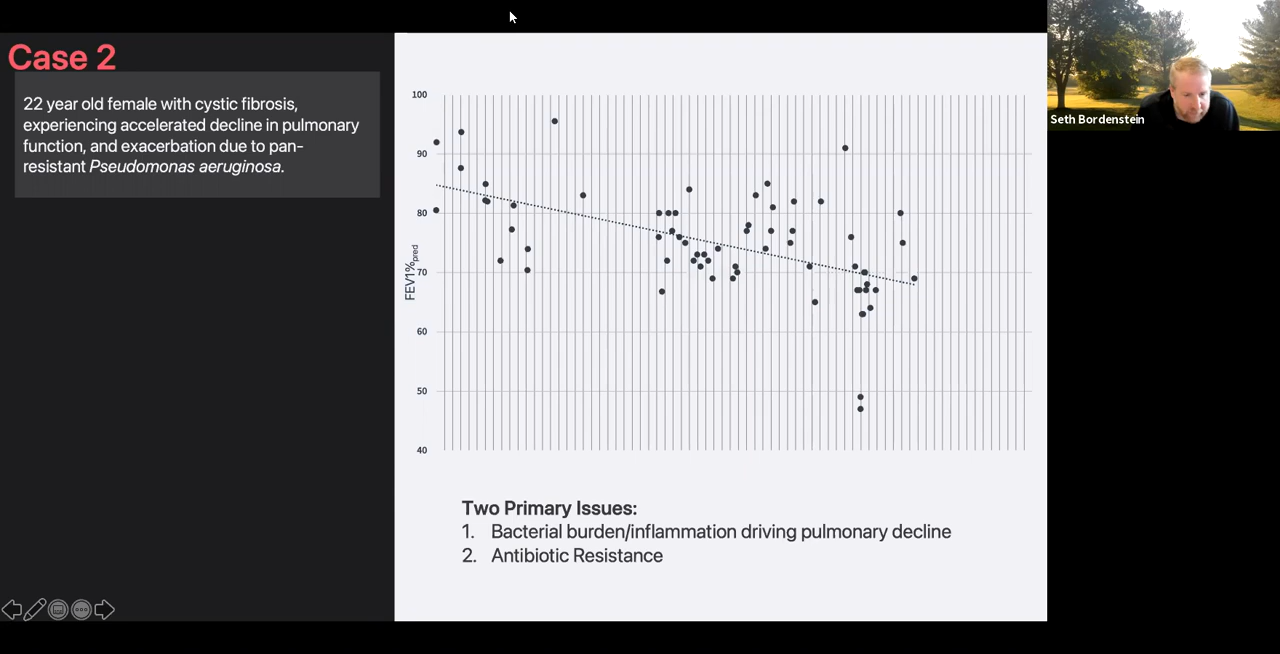 Case 2
22 year old female with cystic fibrosis,
experiencing accelerated decline in pulmonary
function, and exacerbation due to pan-
resistant Pseudomonas aeruginosa.
100
90
80
70
60
50
40
FEV1%pred
Two Primary Issues:
1. Bacterial burden/inflammation driving pulmonary decline
2. Antibiotic Resistance
Seth Bordenstein